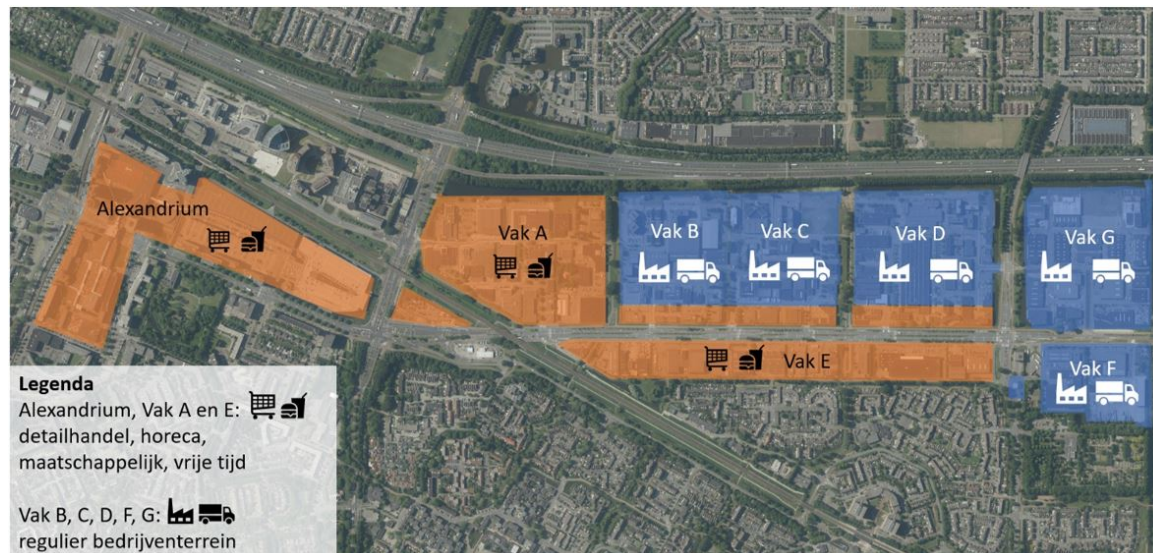 Alexandrium
Vak A
Vak B
Vak C
Vak D
Vak G
Vak E
Vak F
Legenda
Alexandrium, Vak A en E:
detailhandel, horeca,
maatschappelijk, vrije tijd
Vak B, C, D, F, G:
regulier bedrijventerrein